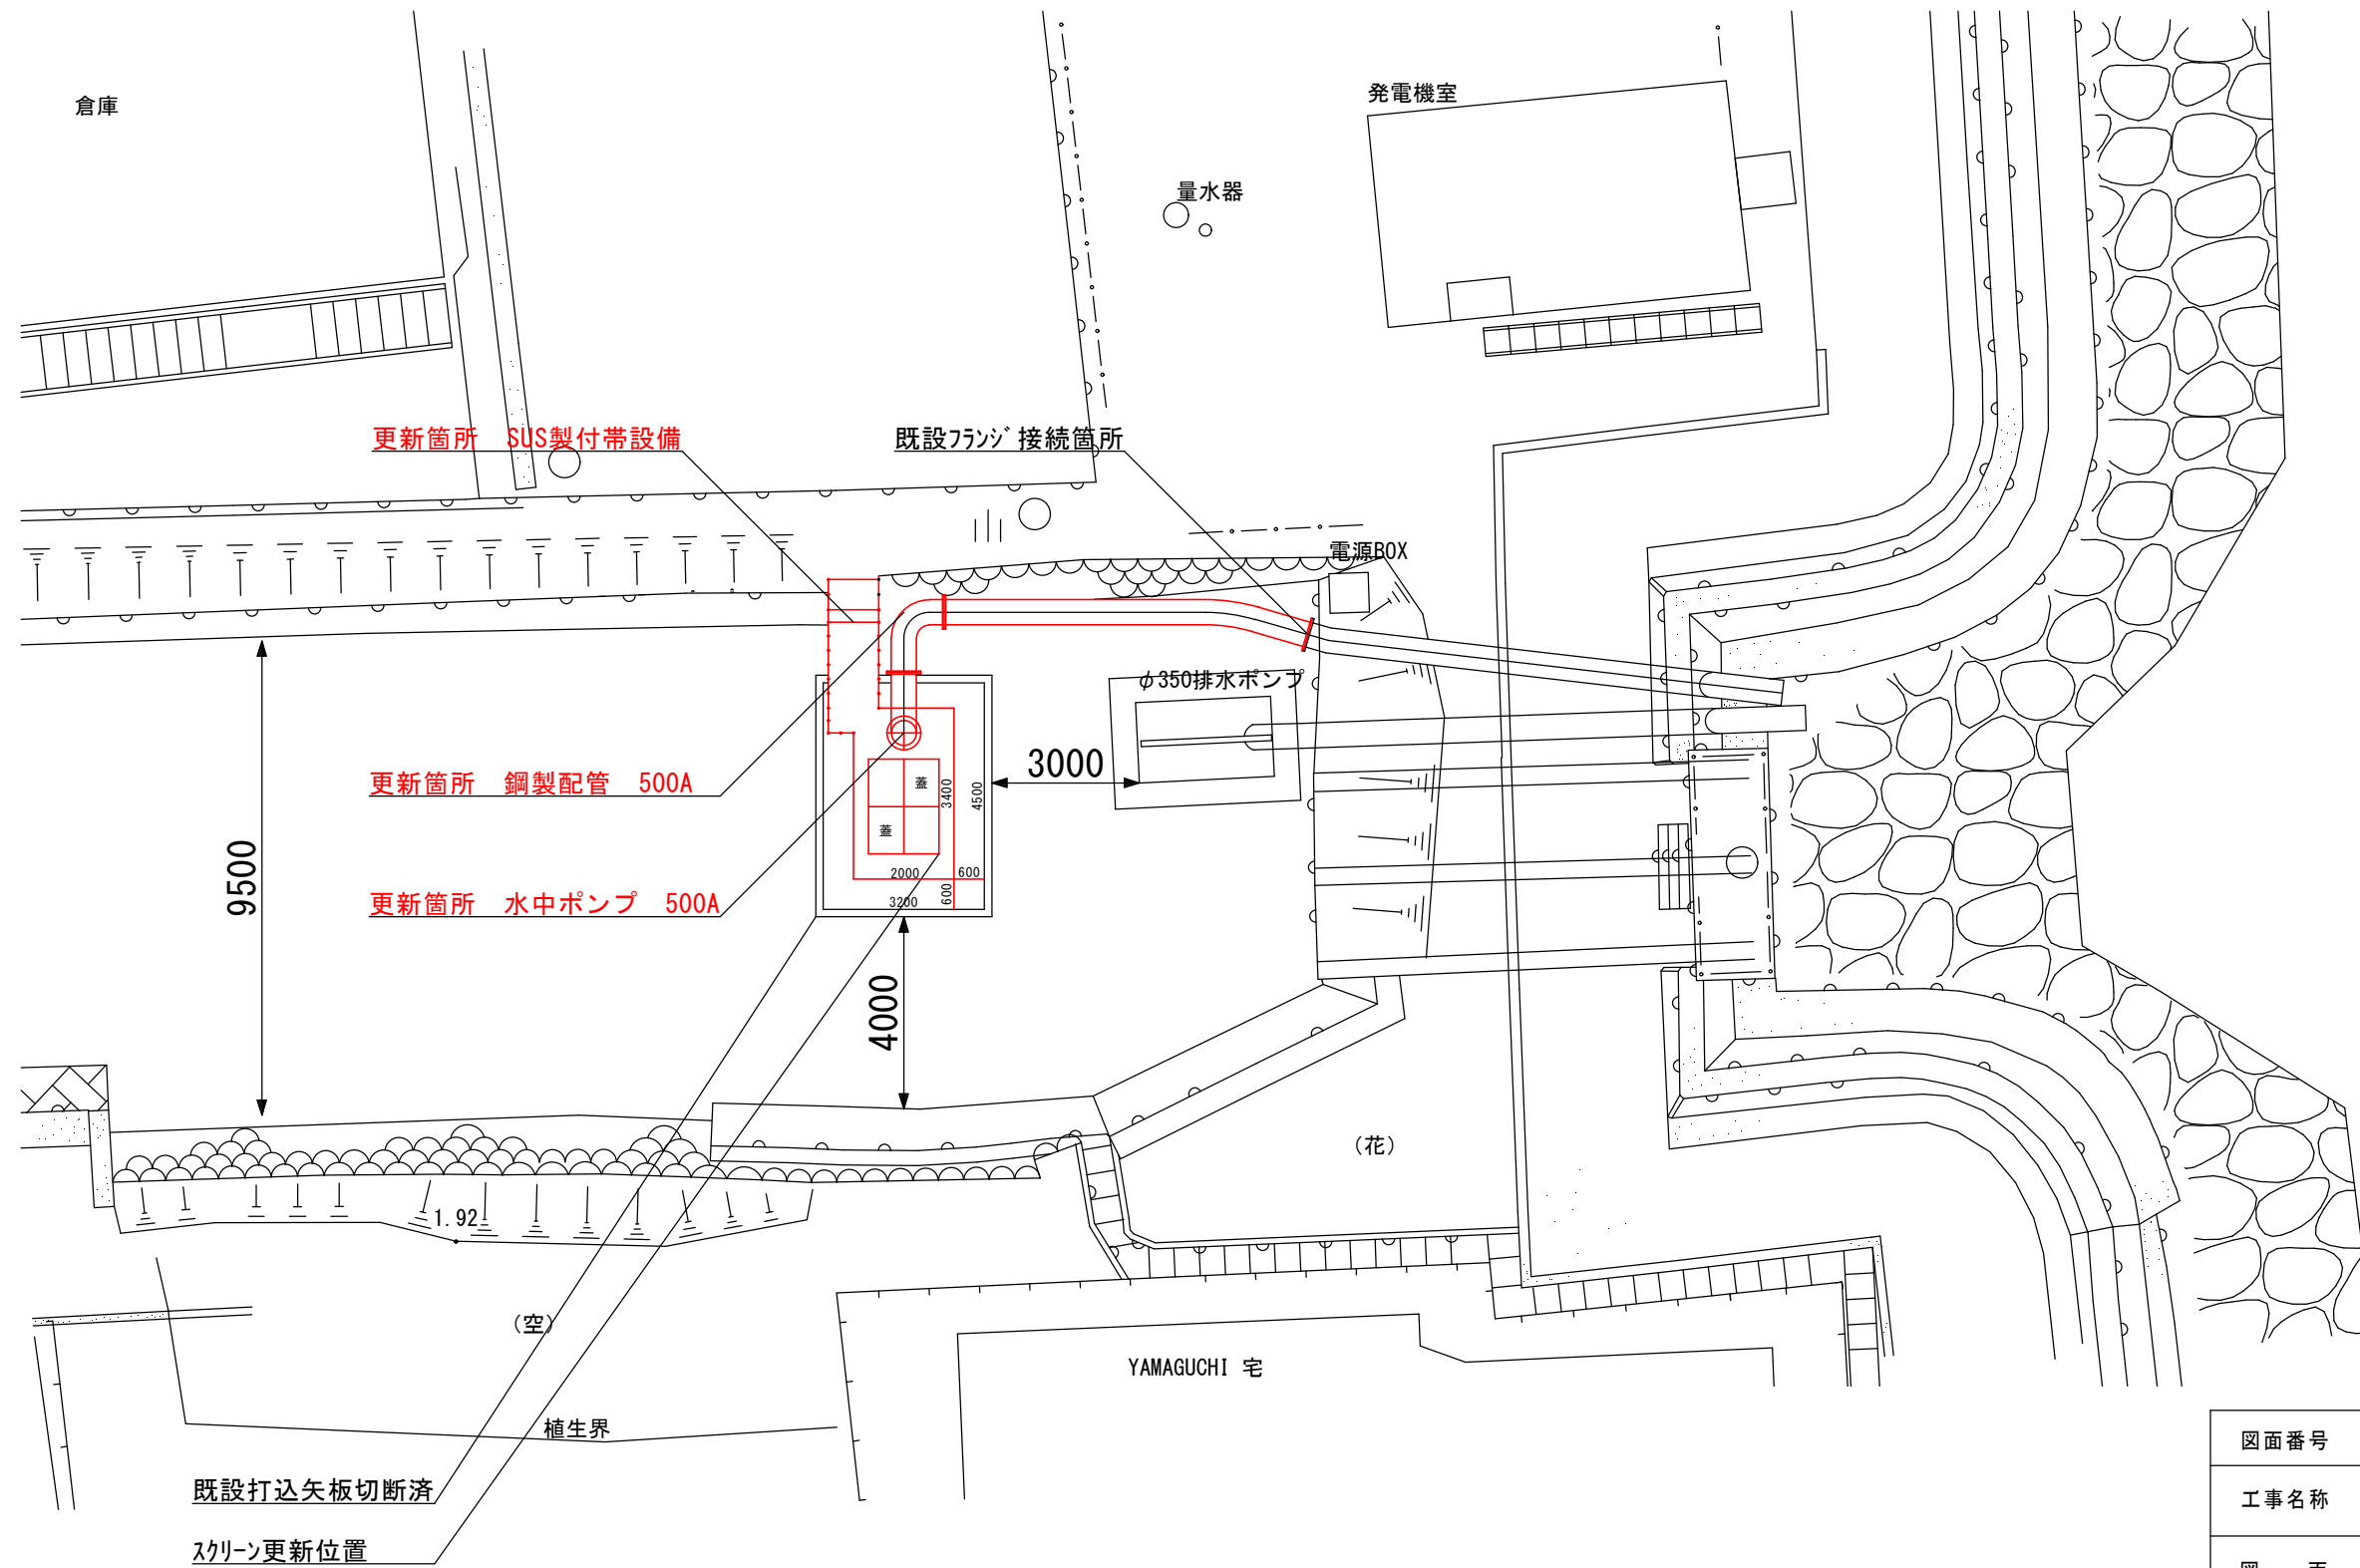 倉庫
発電機室
量水器
更新箇所　SUS製付帯設備
既設ﾌﾗﾝｼﾞ接続箇所
電源BOX
φ350排水ポンプ
更新箇所　鋼製配管　500A
3000
蓋
3400
4500
蓋
9500
2000
600
更新箇所　水中ポンプ　500A
3200
600
4000
(花)
1.92
(空)
YAMAGUCHI 宅
植生界
図面番号
既設打込矢板切断済
工事名称
ｽｸﾘｰﾝ更新位置